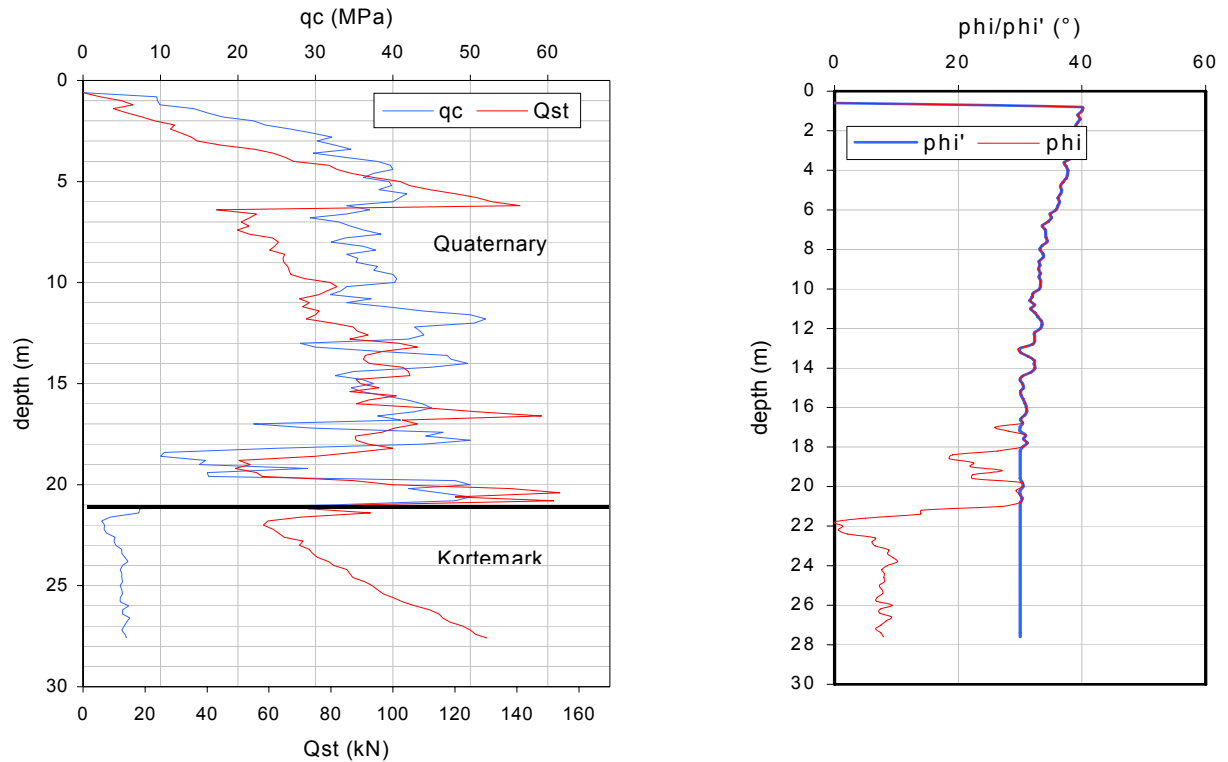 qc (MPa)
0 10 20 30 40 50 60
0
5
10
15
20
25
30
depth (m)
qc Qst
Quaternary
Kortemark
0 20 40 60 80 100 120 140 160
Qst (kN)
phi/phi' (°)
0 20 40 60
0
2
4
6
8
10
12
14
16
18
20
22
24
26
28
30
depth (m)
phi' phi